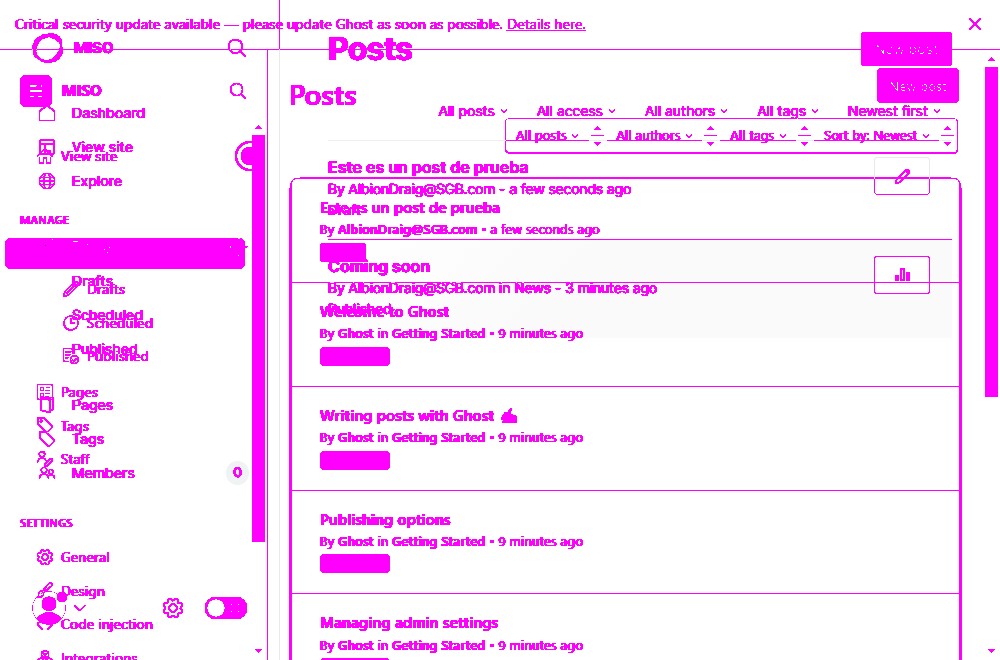 Critical security update available — please update Ghost as soon as possible. Details here.
MISO
Posts
New post
MISO
Posts
New post
Dashboard
All posts
All access
All authors
All tags
Newest first
All posts
All authors
All tags
Sort by: Newest
View site
View site
Explore
Este es un post de prueba
By AlbionDraig@SGB.com - a few seconds ago
Draft
Este es un post de prueba
By AlbionDraig@SGB.com • a few seconds ago
MANAGE
Coming soon
By AlbionDraig@SGB.com in News - 3 minutes ago
Published
Drafts
Drafts
Scheduled
Scheduled
Published
Published
Welcome to Ghost
By Ghost in Getting Started • 9 minutes ago
Pages
Pages
Tags
Tags
Staff
Members
0
Writing posts with Ghost ✍
By Ghost in Getting Started • 9 minutes ago
SETTINGS
General
Design
Code injection
Integrations
Publishing options
By Ghost in Getting Started • 9 minutes ago
Managing admin settings
By Ghost in Getting Started • 9 minutes ago